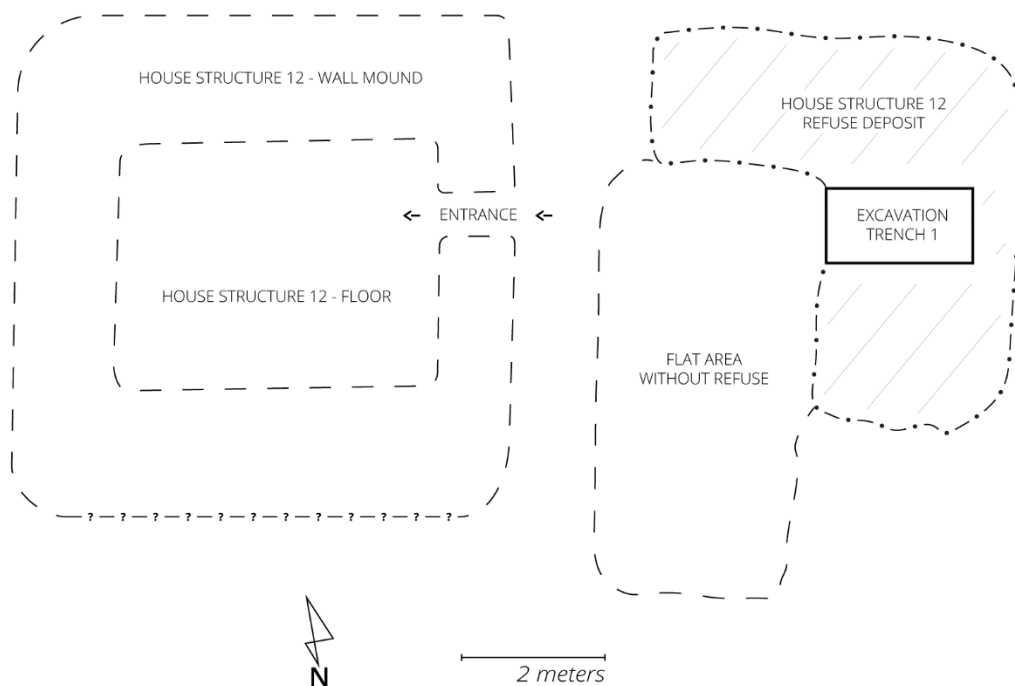 HOUSE STRUCTURE 12 - WALL MOUND
HOUSE STRUCTURE 12
REFUSE DEPOSIT
ENTRANCE
EXCAVATION
TRENCH 1
HOUSE STRUCTURE 12 - FLOOR
FLAT AREA
WITHOUT REFUSE
? ? ? ? ? ? ? ? ? ? ? ?
N
2 meters